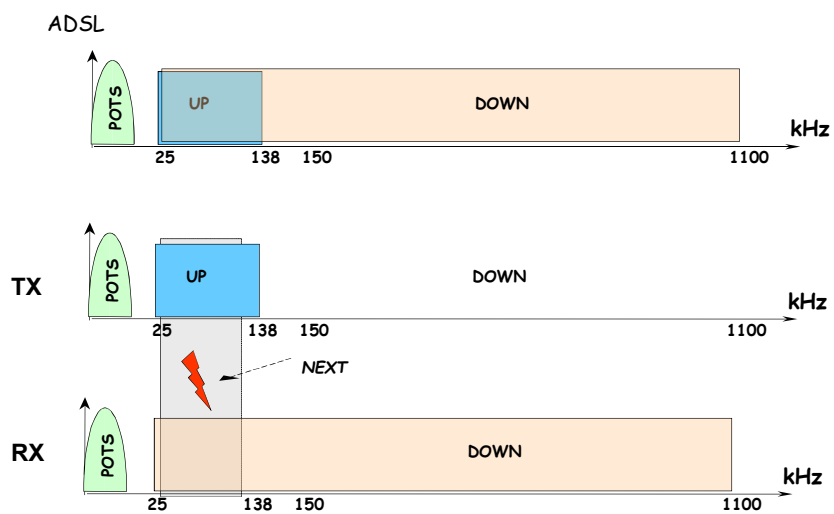 ADSL
POTS
UP
DOWN
kHz
25 138 150 1100
TX
POTS
UP
DOWN
kHz
25 138 150 1100
NEXT
RX
POTS
DOWN
kHz
25 138 150 1100